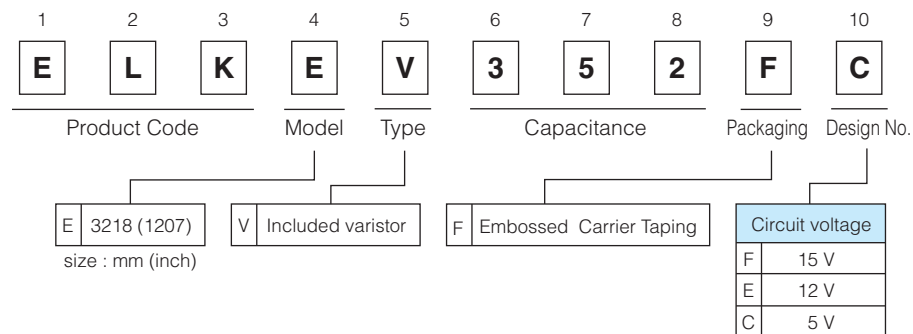 1 2 3 4 5 6 7 8 9 10
E L K E V 3 5 2 F C
Product Code Model Type Capacitance Packaging Design No.
E 3218 (1207) V Included varistor F Embossed Carrier Taping Circuit voltage
size : mm (inch) F 15 V
E 12 V
C 5 V